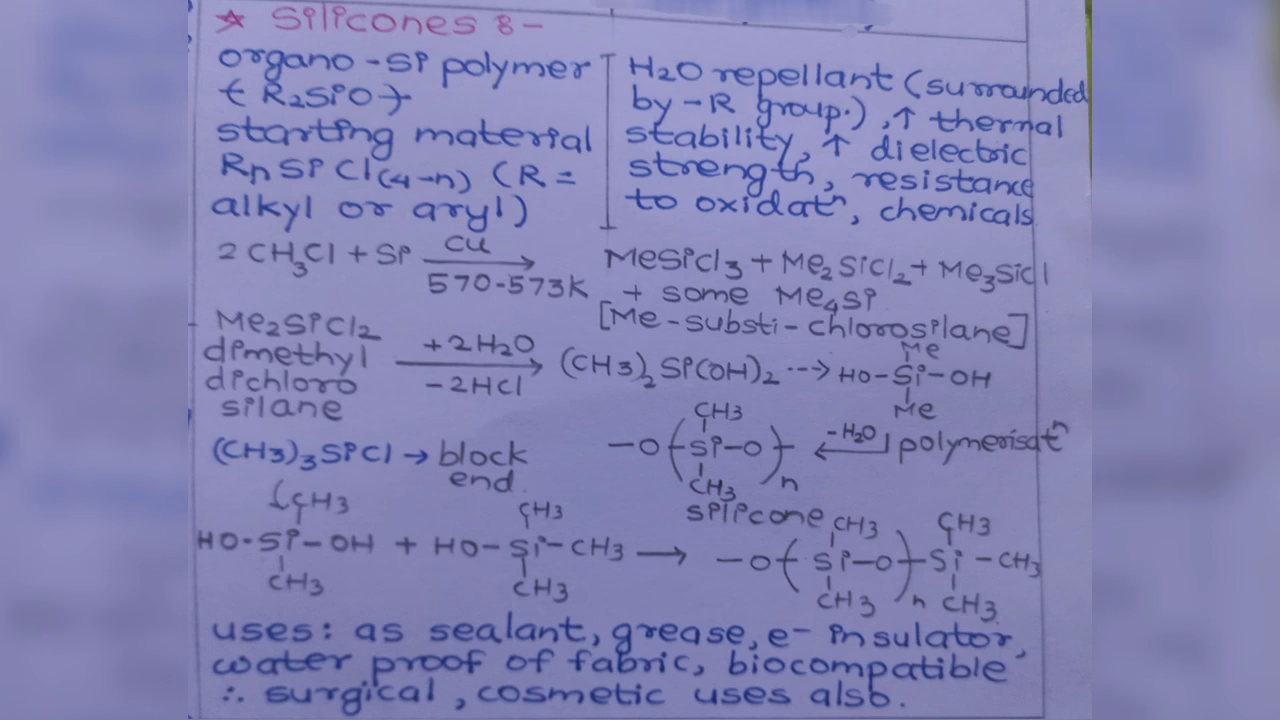 ★ Silicones :-
organo-Si polymer
-(R2SiO)-
starting material
RnSiCl(4-n) (R =
alkyl or aryl)
H2O repellant (surrounded
by -R group.), ↑ thermal
stability, ↑ dielectric
strength, resistance
to oxidatⁿ, chemicals
2CH3Cl + Si —Cu→ MeSiCl3 + Me2SiCl2 + Me3SiCl
570-573K + some Me4Si
[Me-substi-chlorosilane]
Me2SiCl2
dimethyl
dichloro
silane
+2H2O
-2HCl
(CH3)2Si(OH)2 --->
Me
HO-Si-OH
Me
(CH3)3SiCl → block
end
CH3
-O-(Si-O)-n
CH3
silicone
-H2O
polymerisatⁿ
CH3 CH3 CH3 CH3
HO-Si-OH + HO-Si-CH3 → -O-(Si-O)-n Si-CH3
CH3 CH3 CH3 CH3
uses: as sealant, grease, e- insulator,
water proof of fabric, biocompatible
∴ surgical, cosmetic uses also.